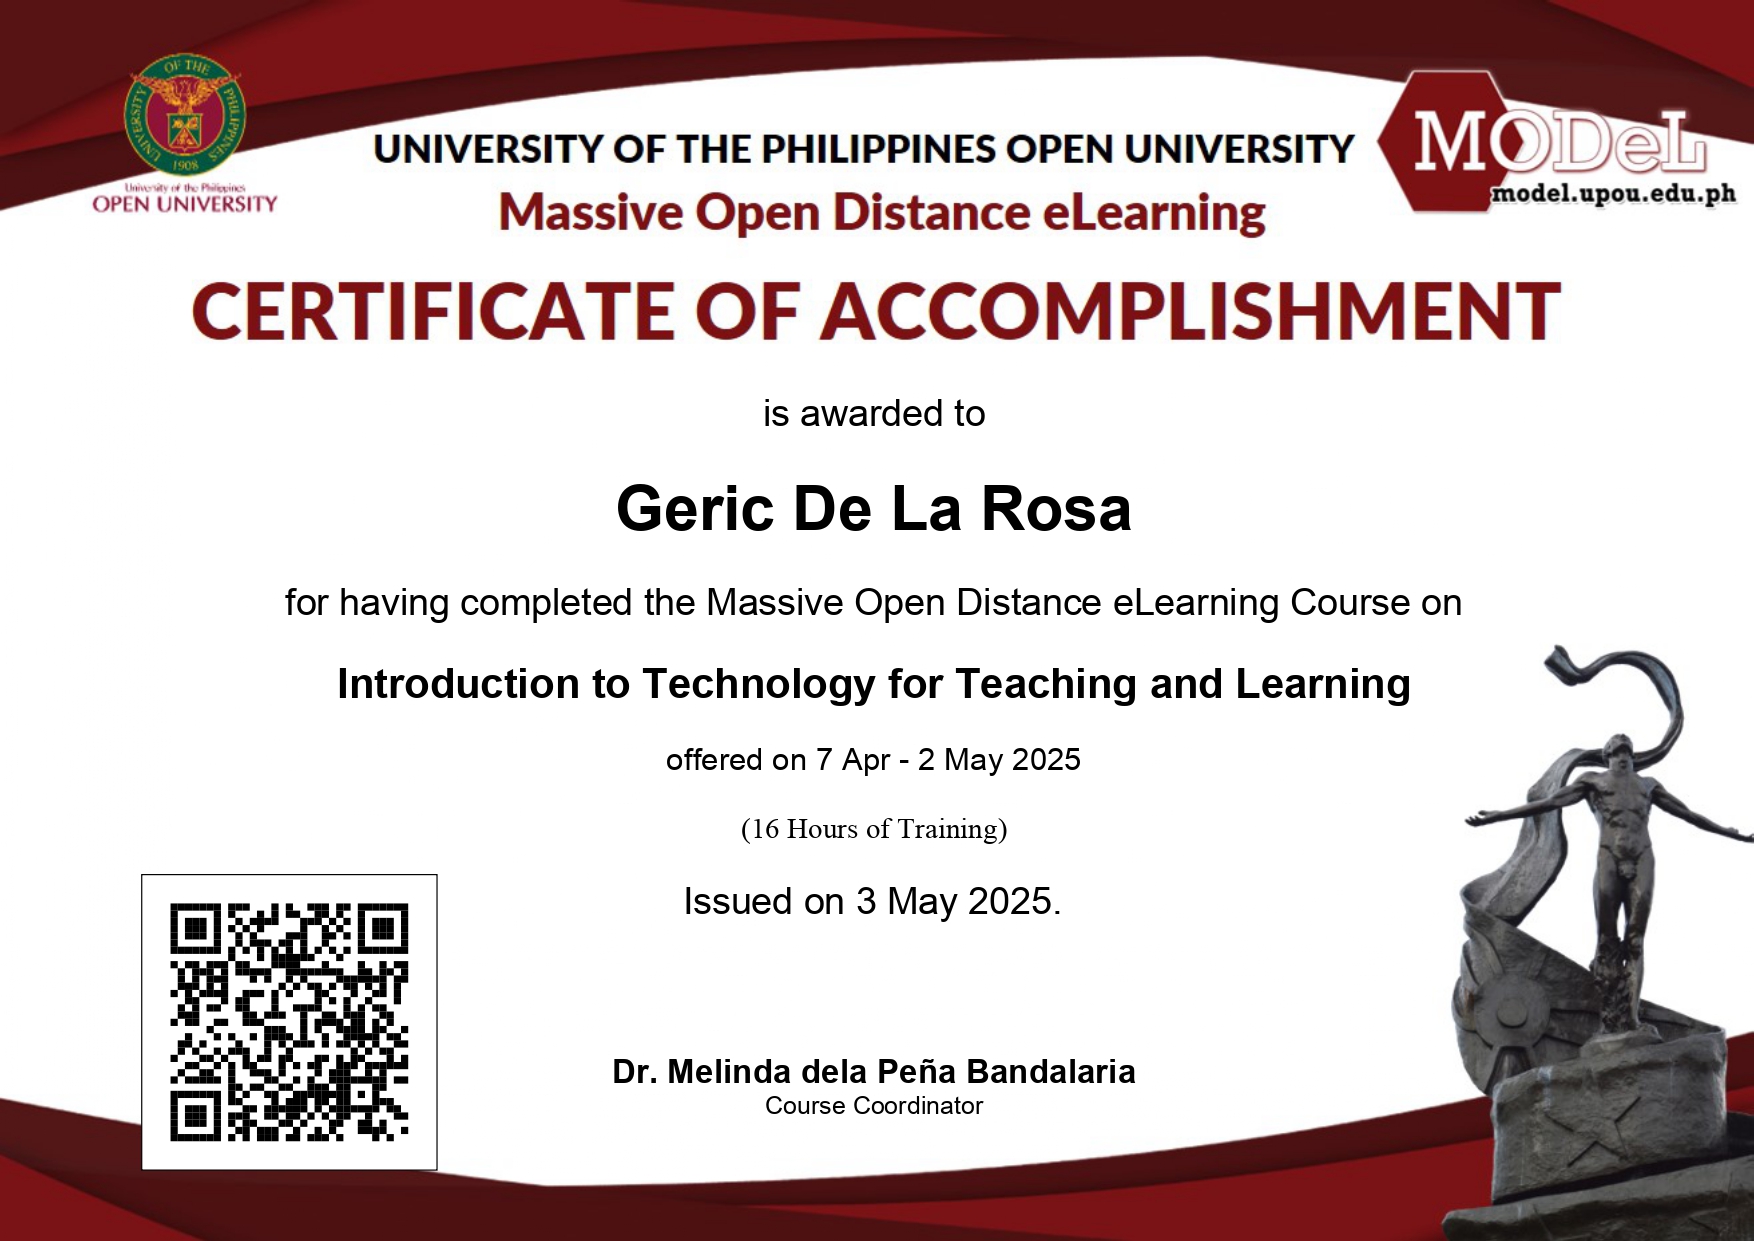 OF THE
UNIVERSITY
PHILIPPINES
1908
University of the Philippines
OPEN UNIVERSITY
UNIVERSITY OF THE PHILIPPINES OPEN UNIVERSITY
Massive Open Distance eLearning
MODeL
model.upou.edu.ph
CERTIFICATE OF ACCOMPLISHMENT
is awarded to
Geric De La Rosa
for having completed the Massive Open Distance eLearning Course on
Introduction to Technology for Teaching and Learning
offered on 7 Apr - 2 May 2025
(16 Hours of Training)
Issued on 3 May 2025.
Dr. Melinda dela Peña Bandalaria
Course Coordinator